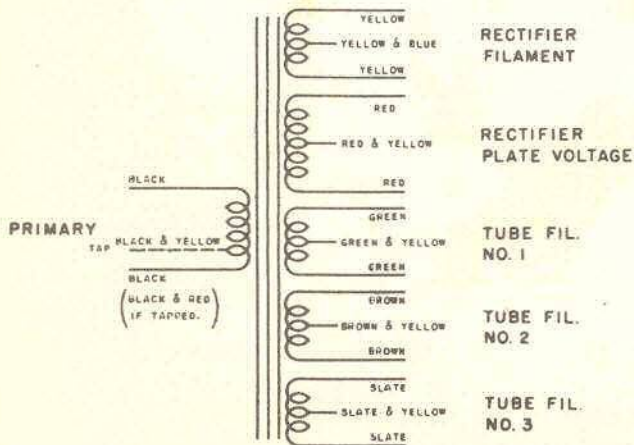 YELLOW
YELLOW & BLUE
YELLOW
RECTIFIER
FILAMENT
RED
RED & YELLOW
RED
RECTIFIER
PLATE VOLTAGE
BLACK
PRIMARY
TAP
BLACK & YELLOW
BLACK
(BLACK & RED
IF TAPPED.)
GREEN
GREEN & YELLOW
GREEN
TUBE FIL.
NO. 1
BROWN
BROWN & YELLOW
BROWN
TUBE FIL.
NO. 2
SLATE
SLATE & YELLOW
SLATE
TUBE FIL.
NO. 3